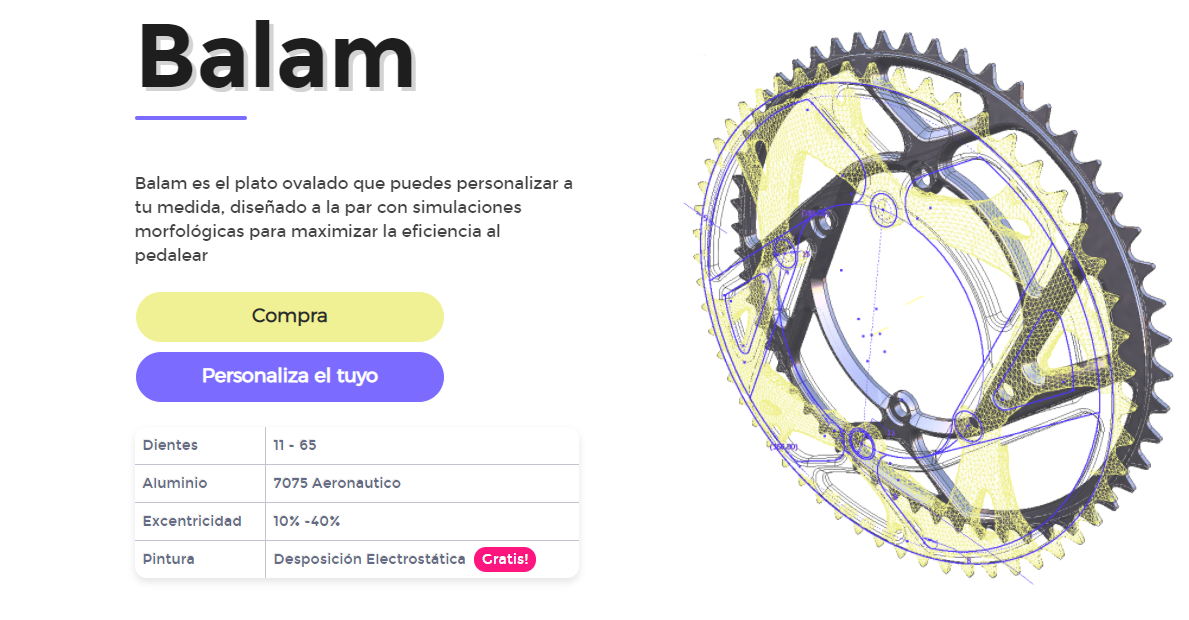 Balam
Balam es el plato ovalado que puedes personalizar a
tu medida, diseñado a la par con simulaciones
morfológicas para maximizar la eficiencia al
pedalear
Compra
Personaliza el tuyo
Dientes 11 - 65
Aluminio 7075 Aeronautico
Excentricidad 10% -40%
Pintura Desposición Electrostática Gratis!